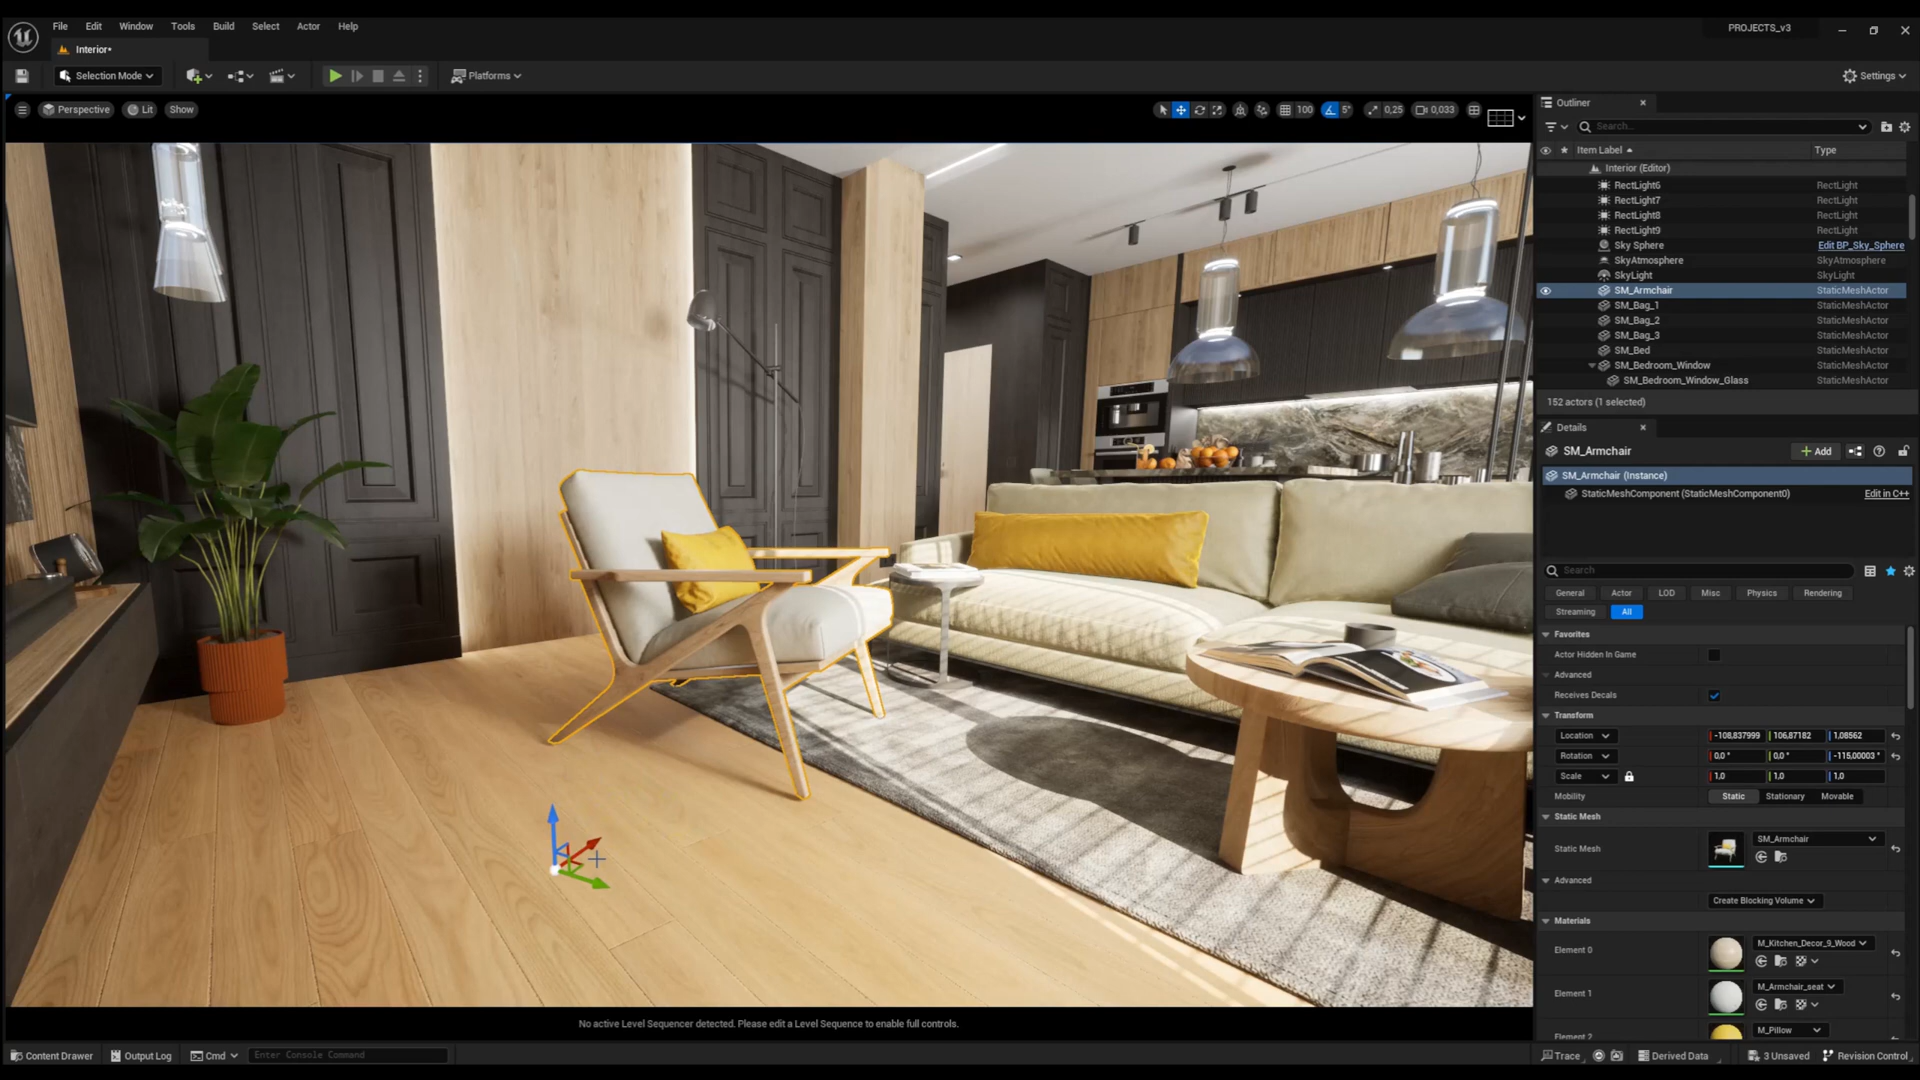 File Edit Window Tools Build Select Actor Help
PROJECTS_v3
Interior*
Selection Mode
Platforms
Settings
Perspective Lit Show
100 5° 0,25 0,033
Outliner
Search...
Item Label Type
Interior (Editor)
RectLight6 RectLight
RectLight7 RectLight
RectLight8 RectLight
RectLight9 RectLight
Sky Sphere Edit BP_Sky_Sphere
SkyAtmosphere SkyAtmosphere
SkyLight SkyLight
SM_Armchair StaticMeshActor
SM_Bag_1 StaticMeshActor
SM_Bag_2 StaticMeshActor
SM_Bag_3 StaticMeshActor
SM_Bed StaticMeshActor
SM_Bedroom_Window StaticMeshActor
SM_Bedroom_Window_Glass StaticMeshActor
152 actors (1 selected)
Details
SM_Armchair
+ Add
SM_Armchair (Instance)
StaticMeshComponent (StaticMeshComponent0) Edit in C++
Search
General Actor LOD Misc Physics Rendering
Streaming All
Favorites
Actor Hidden In Game
Advanced
Receives Decals
Transform
Location -108,837999 106,87182 1,08562
Rotation 0,0 ° 0,0 ° -115,00003 °
Scale 1,0 1,0 1,0
Mobility Static Stationary Movable
Static Mesh
Static Mesh SM_Armchair
Advanced
Create Blocking Volume
Materials
Element 0 M_Kitchen_Decor_9_Wood
Element 1 M_Armchair_seat
Element 2 M_Pillow
No active Level Sequencer detected. Please edit a Level Sequence to enable full controls.
Content Drawer Output Log Cmd Enter Console Command
Trace Derived Data 3 Unsaved Revision Control